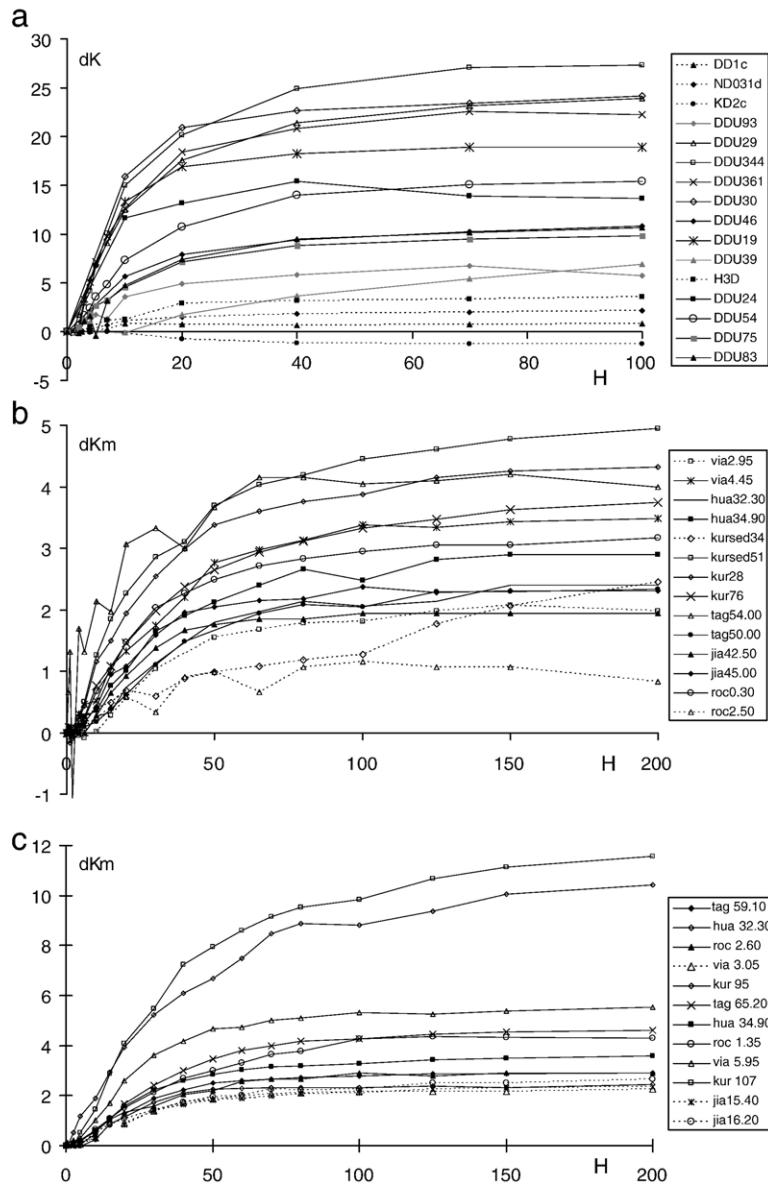 a
dK
30
25
20
15
10
5
0
-5
0
20
40
60
80
100
H
DD1c
ND031d
KD2c
DDU93
DDU29
DDU344
DDU361
DDU30
DDU46
DDU19
DDU39
H3D
DDU24
DDU54
DDU75
DDU83
b
dKm
5
4
3
2
1
0
-1
0
50
100
150
200
H
via2.95
via4.45
hua32.30
hua34.90
kursed34
kursed51
kur28
kur76
tag54.00
tag50.00
jia42.50
jia45.00
roc0.30
roc2.50
c
dKm
12
10
8
6
4
2
0
0
50
100
150
200
H
tag 59.10
hua 32.30
roc 2.60
via 3.05
kur 95
tag 65.20
hua 34.90
roc 1.35
via 5.95
kur 107
jia15.40
jia16.20